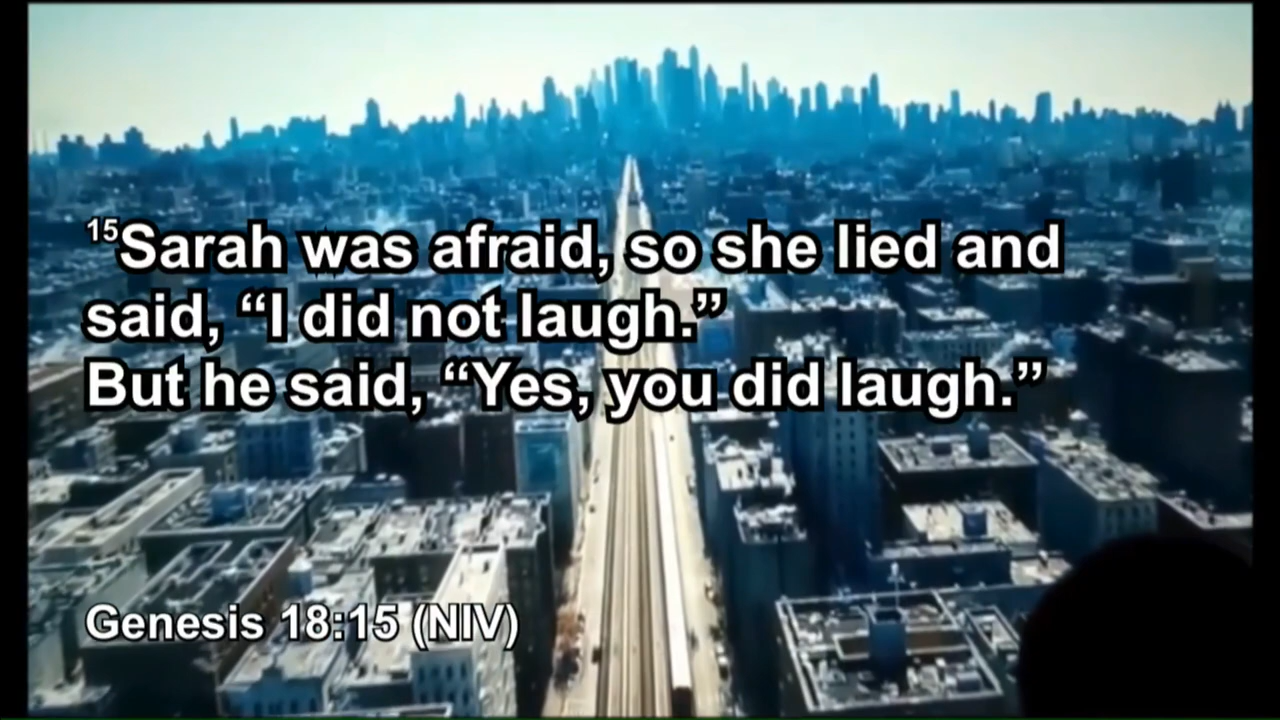 15Sarah was afraid, so she lied and
said, “I did not laugh.”
But he said, “Yes, you did laugh.”
Genesis 18:15 (NIV)